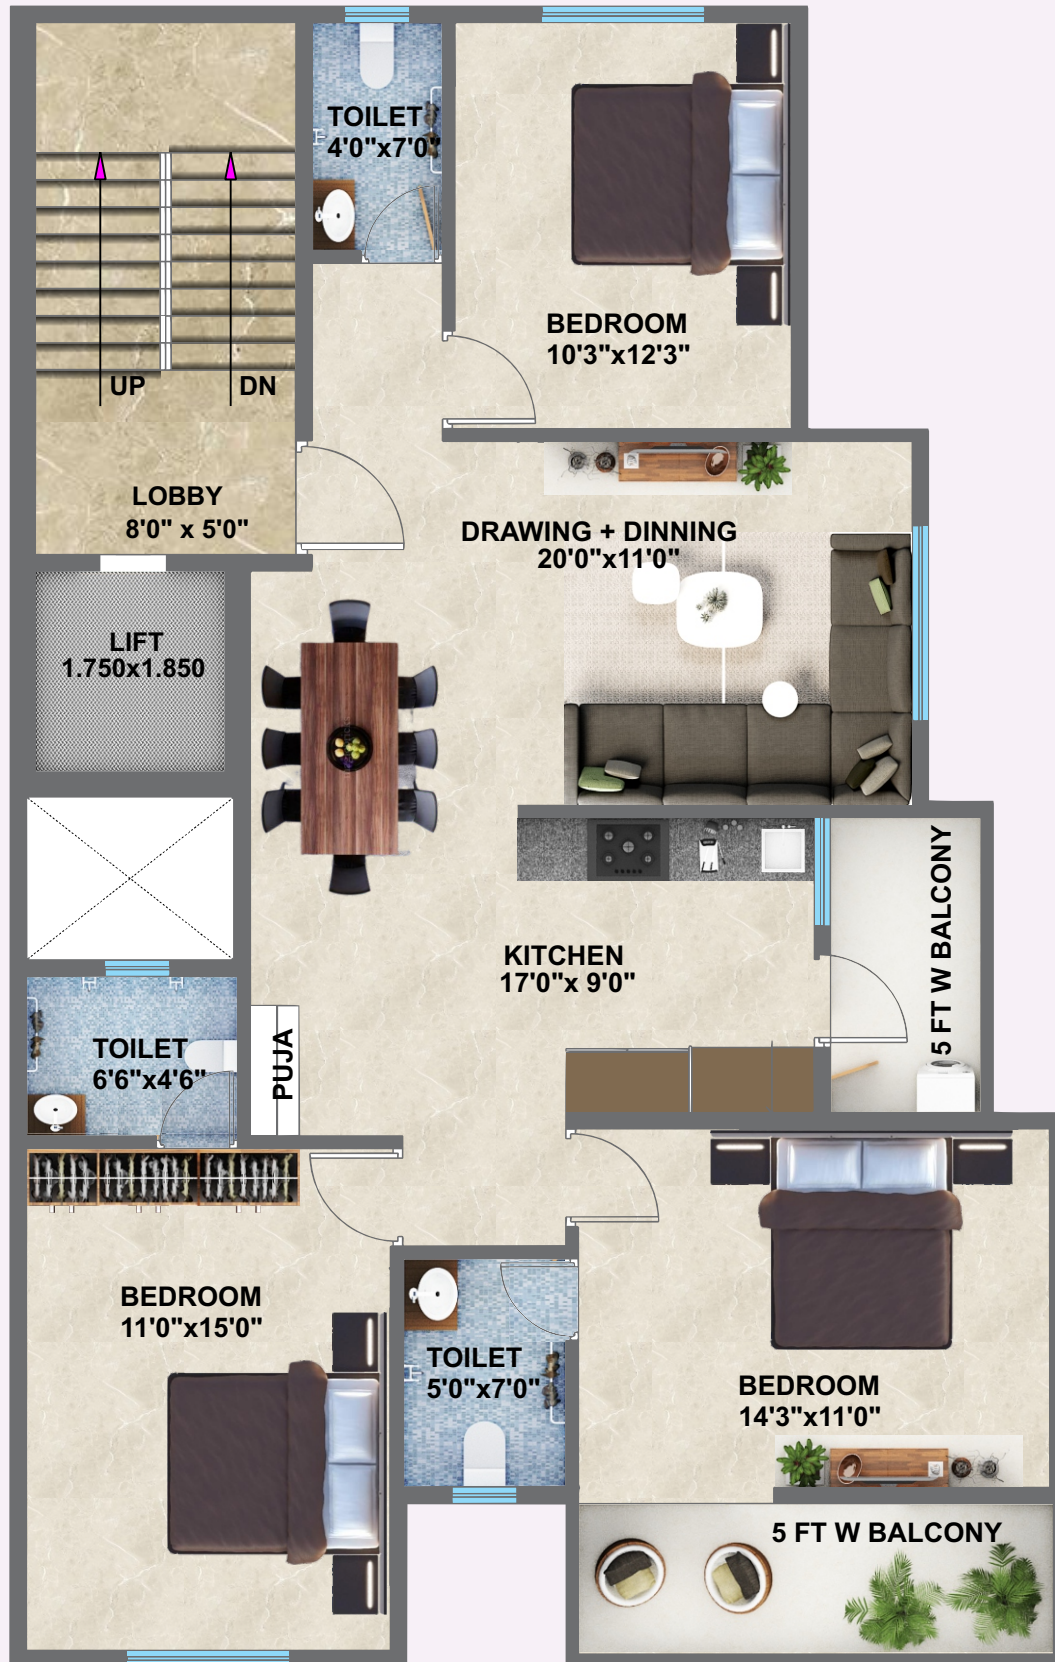 TOILET
4'0"x7'0"
BEDROOM
10'3"x12'3"
UP
DN
LOBBY
8'0" x 5'0"
DRAWING + DINNING
20'0"x11'0"
LIFT
1.750x1.850
5 FT W BALCONY
KITCHEN
17'0"x 9'0"
PUJA
TOILET
6'6"x4'6"
BEDROOM
11'0"x15'0"
TOILET
5'0"x7'0"
BEDROOM
14'3"x11'0"
5 FT W BALCONY